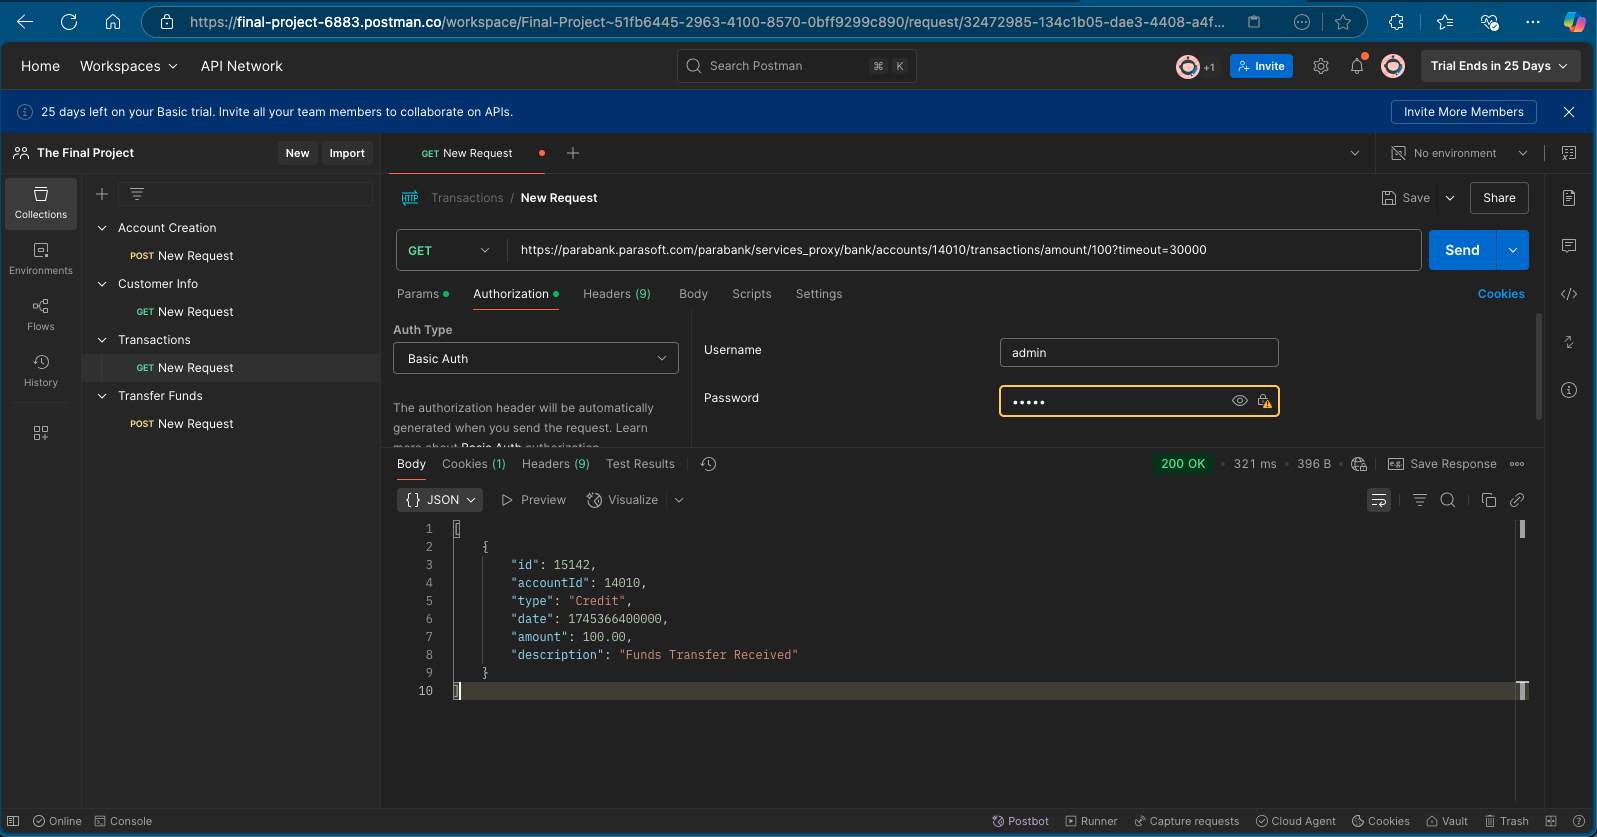 https://final-project-6883.postman.co/workspace/Final-Project~51fb6445-2963-4100-8570-0bff9299c890/request/32472985-134c1b05-dae3-4408-a4f...
Home Workspaces API Network Search Postman ⌘ K +1 Invite Trial Ends in 25 Days
25 days left on your Basic trial. Invite all your team members to collaborate on APIs. Invite More Members
The Final Project New Import GET New Request No environment
Collections
Environments
Flows
History
Account Creation
POST New Request
Customer Info
GET New Request
Transactions
GET New Request
Transfer Funds
POST New Request
HTTP Transactions / New Request Save Share
GET https://parabank.parasoft.com/parabank/services_proxy/bank/accounts/14010/transactions/amount/100?timeout=30000 Send
Params Authorization Headers (9) Body Scripts Settings Cookies
Auth Type
Basic Auth
The authorization header will be automatically
generated when you send the request. Learn
more about Basic Auth authorization
Username admin
Password •••••
Body Cookies (1) Headers (9) Test Results 200 OK 321 ms 396 B Save Response
{} JSON Preview Visualize
1 [
2 {
3 "id": 15142,
4 "accountId": 14010,
5 "type": "Credit",
6 "date": 1745366400000,
7 "amount": 100.00,
8 "description": "Funds Transfer Received"
9 }
10 ]
Online Console Postbot Runner Capture requests Cloud Agent Cookies Vault Trash